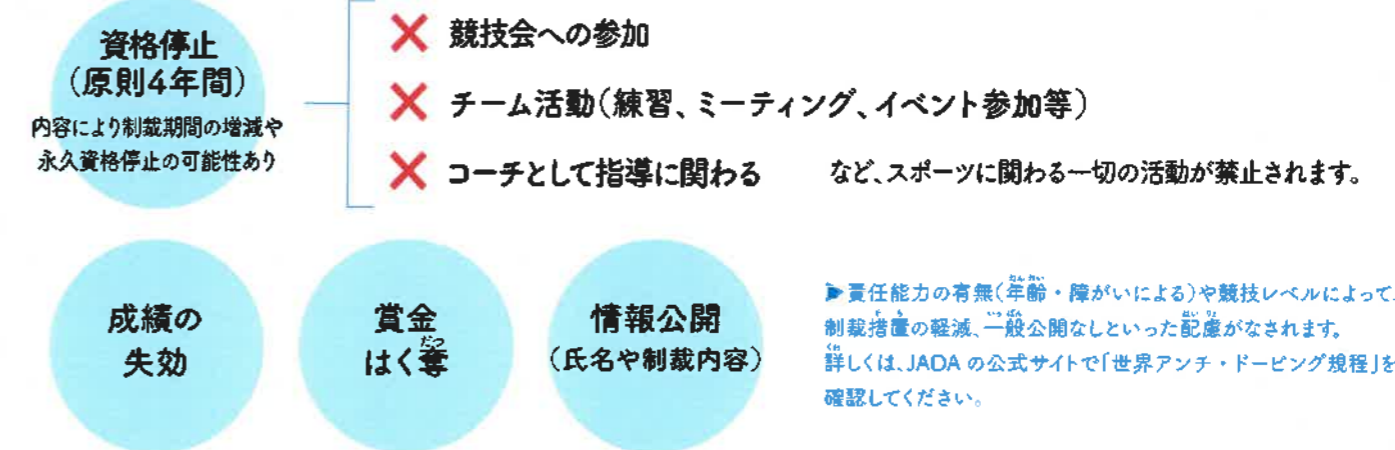 資格停止
(原則4年間)
内容により制裁期間の増減や
永久資格停止の可能性あり
競技会への参加
チーム活動(練習、ミーティング、イベント参加等)
コーチとして指導に関わる
など、スポーツに関わる一切の活動が禁止されます。
成績の
失効
賞金
はく奪
だつ
情報公開
(氏名や制裁内容)
▶責任能力の有無(年齢・障がいによる)や競技レベルによって、
制裁措置の軽減、一般公開なしといった配慮がなされます。
詳しくは、JADA の公式サイトで「世界アンチ・ドーピング規程」を
確認してください。